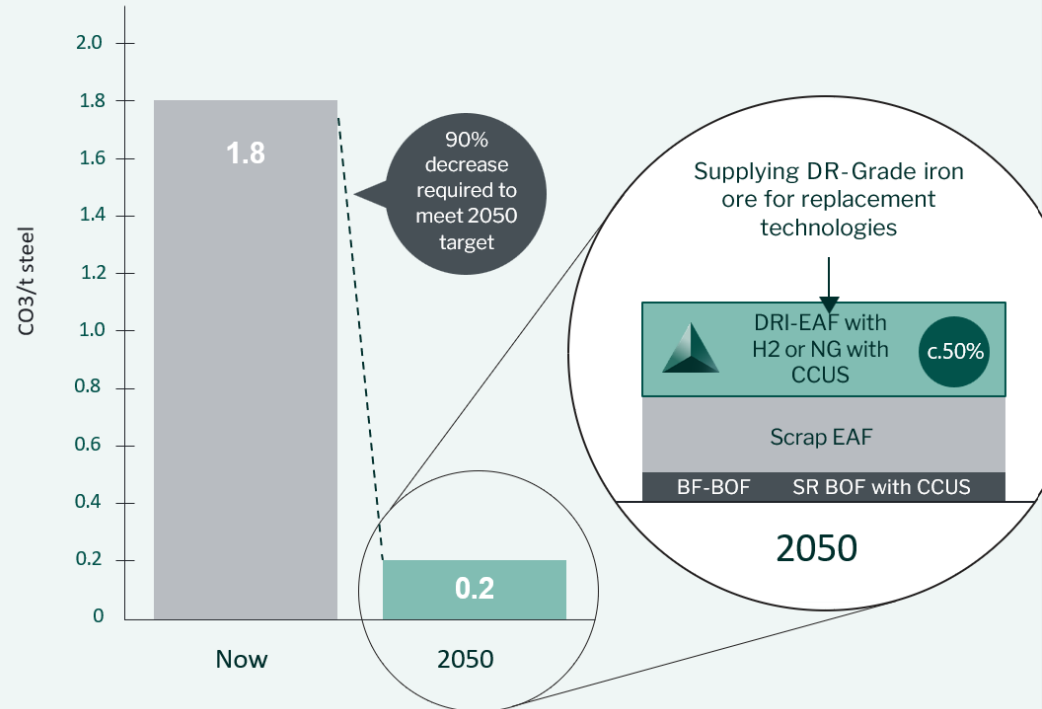 CO3/t steel
2.0
1.8
1.6
1.4
1.2
1.0
0.8
0.6
0.4
0.2
0
1.8
90%
decrease
required to
meet 2050
target
0.2
Now
2050
Supplying DR-Grade iron
ore for replacement
technologies
DRI-EAF with
H2 or NG with
CCUS
c.50%
Scrap EAF
BF-BOF
SR BOF with CCUS
2050